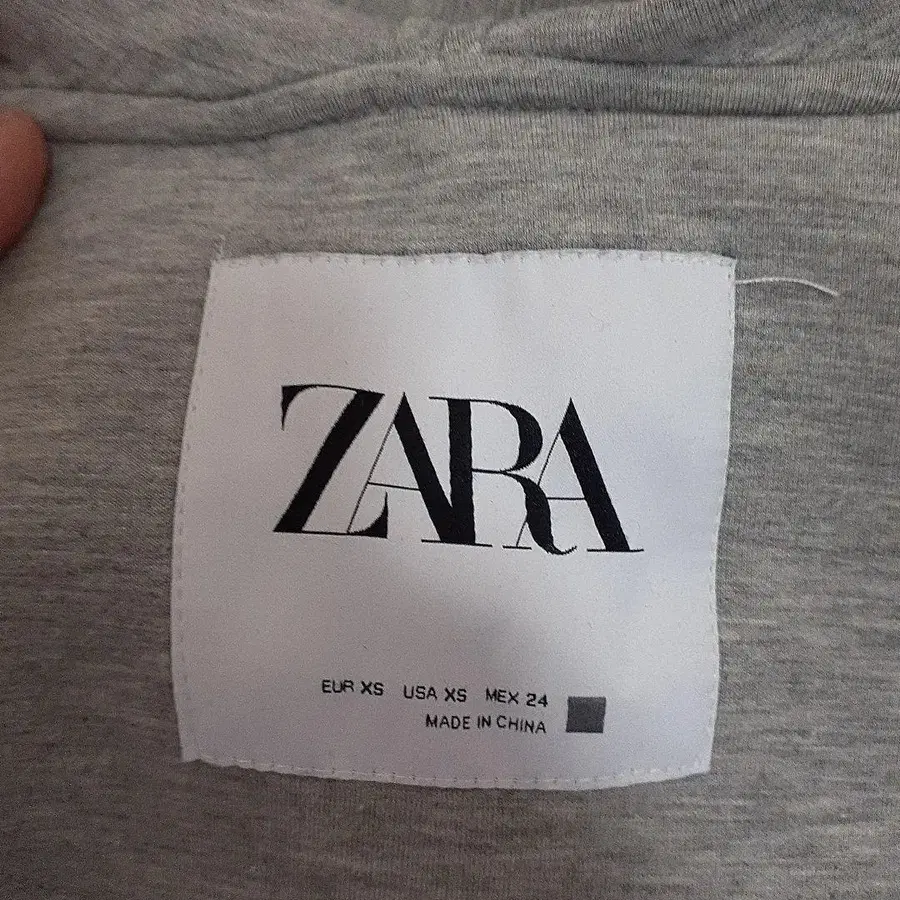 ZARA
EUR XS USA XS MEX 24
MADE IN CHINA